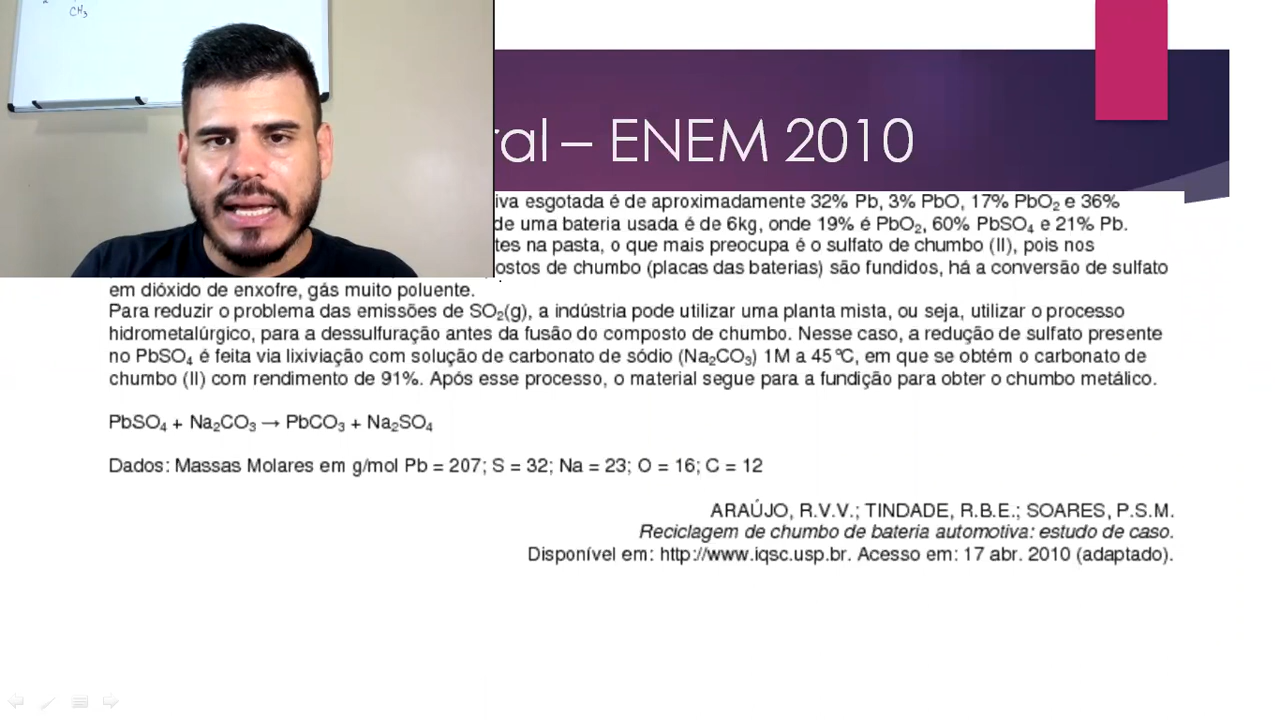 CH₃
ral – ENEM 2010
iva esgotada é de aproximadamente 32% Pb, 3% PbO, 17% PbO₂ e 36%
de uma bateria usada é de 6kg, onde 19% é PbO₂, 60% PbSO₄ e 21% Pb.
tes na pasta, o que mais preocupa é o sulfato de chumbo (II), pois nos
ostos de chumbo (placas das baterias) são fundidos, há a conversão de sulfato
em dióxido de enxofre, gás muito poluente.
Para reduzir o problema das emissões de SO₂(g), a indústria pode utilizar uma planta mista, ou seja, utilizar o processo
hidrometalúrgico, para a dessulfuração antes da fusão do composto de chumbo. Nesse caso, a redução de sulfato presente
no PbSO₄ é feita via lixiviação com solução de carbonato de sódio (Na₂CO₃) 1M a 45 °C, em que se obtém o carbonato de
chumbo (II) com rendimento de 91%. Após esse processo, o material segue para a fundição para obter o chumbo metálico.
PbSO₄ + Na₂CO₃ → PbCO₃ + Na₂SO₄
Dados: Massas Molares em g/mol Pb = 207; S = 32; Na = 23; O = 16; C = 12
ARAÚJO, R.V.V.; TINDADE, R.B.E.; SOARES, P.S.M.
Reciclagem de chumbo de bateria automotiva: estudo de caso.
Disponível em: http://www.iqsc.usp.br. Acesso em: 17 abr. 2010 (adaptado).